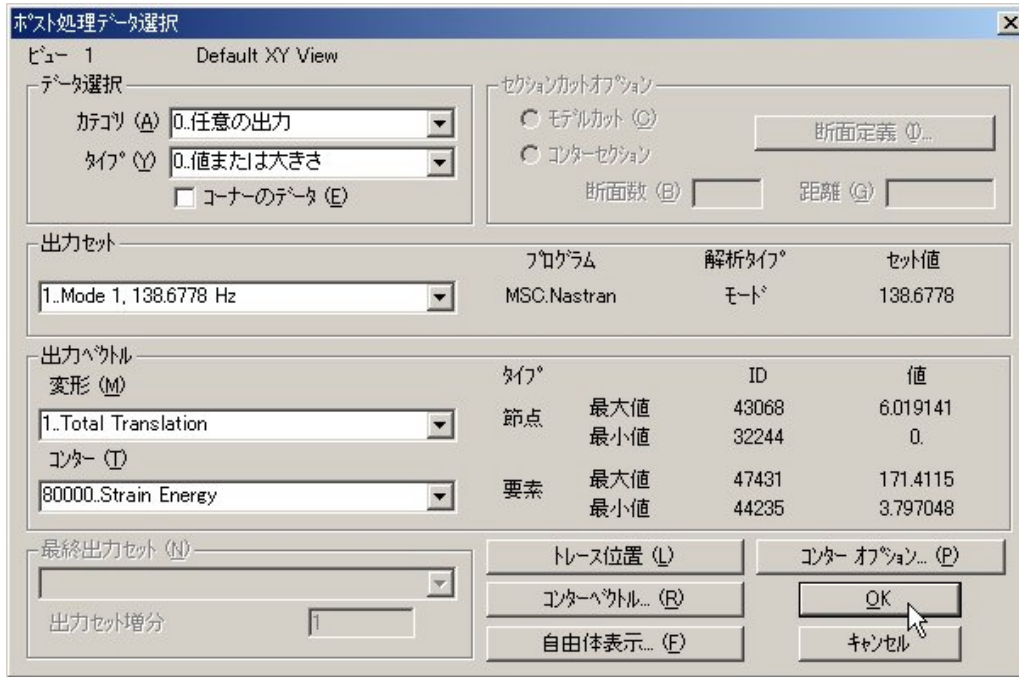 ポスト処理データ選択
ビュー 1 Default XY View
データ選択
カテゴリ (A) 0..任意の出力
タイプ (Y) 0..値または大きさ
コーナーのデータ (E)
セクションカットオプション
モデルカット (C)
コンターセクション
断面定義 (I)...
断面数 (B) 距離 (G)
出力セット
1..Mode 1, 138.6778 Hz
プログラム 解析タイプ セット値
MSC.Nastran モード 138.6778
出力ベクトル
変形 (M)
1..Total Translation
コンター (T)
80000..Strain Energy
タイプ ID 値
節点 最大値 43068 6.019141
最小値 32244 0.
要素 最大値 47431 171.4115
最小値 44235 3.797048
最終出力セット (N)
出力セット増分 1
トレース位置 (L) コンター オプション... (P)
コンターベクトル... (R) OK
自由体表示... (F) キャンセル